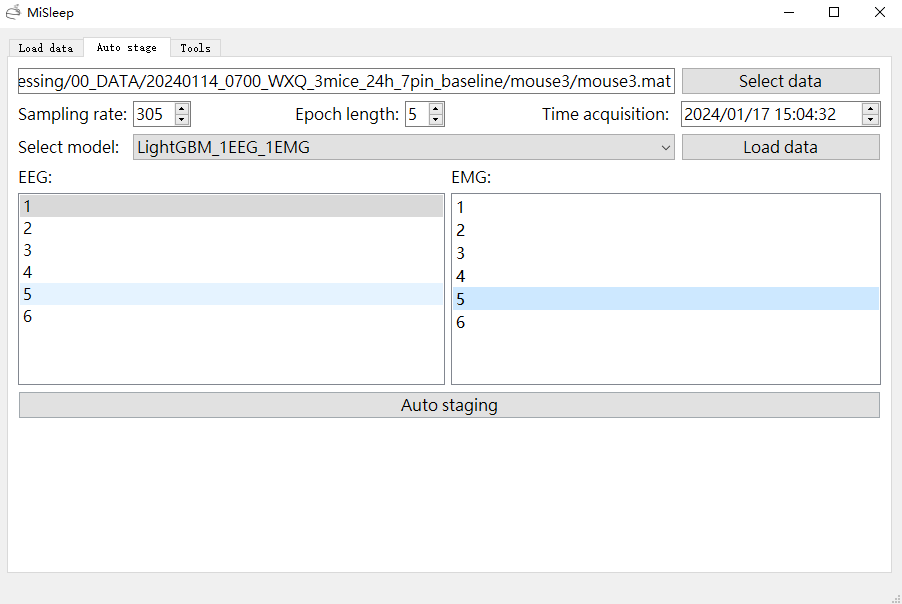 MiSleep
Load data Auto stage Tools
essing/00_DATA/20240114_0700_WXQ_3mice_24h_7pin_baseline/mouse3/mouse3.mat Select data
Sampling rate: 305 Epoch length: 5 Time acquisition: 2024/01/17 15:04:32
Select model: LightGBM_1EEG_1EMG Load data
EEG: EMG:
1 1
2 2
3 3
4 4
5 5
6 6
Auto staging